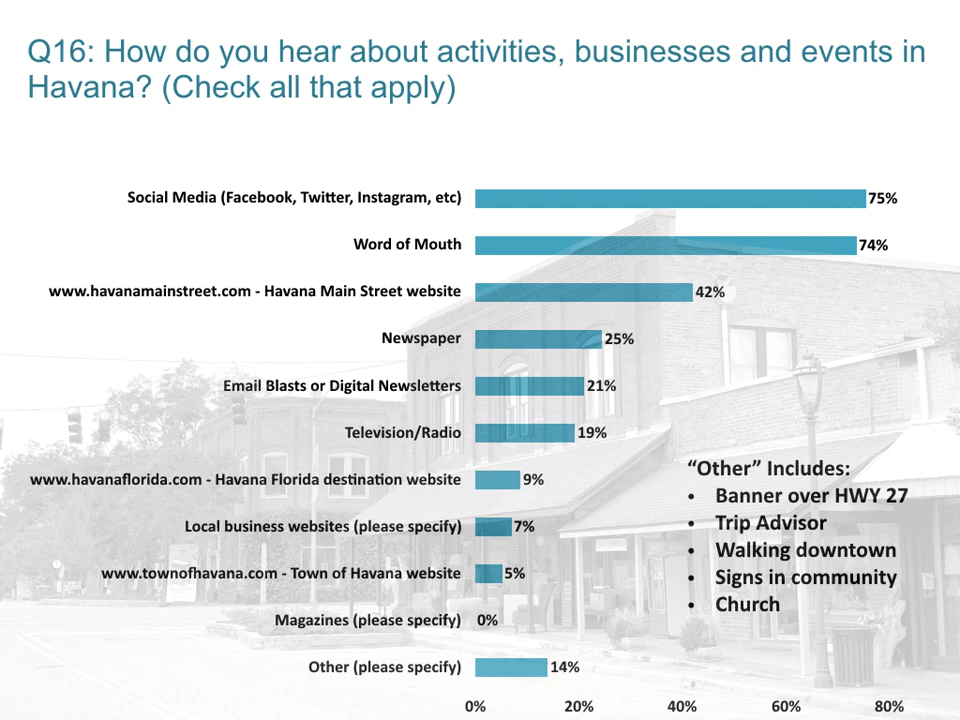 Q16: How do you hear about activities, businesses and events in
Havana? (Check all that apply)
Social Media (Facebook, Twitter, Instagram, etc) 75%
Word of Mouth 74%
www.havanamainstreet.com - Havana Main Street website 42%
Newspaper 25%
Email Blasts or Digital Newsletters 21%
Television/Radio 19%
www.havanaflorida.com - Havana Florida destination website 9%
Local business websites (please specify) 7%
www.townofhavana.com - Town of Havana website 5%
Magazines (please specify) 0%
Other (please specify) 14%
0% 20% 40% 60% 80%
“Other” Includes:
• Banner over HWY 27
• Trip Advisor
• Walking downtown
• Signs in community
• Church